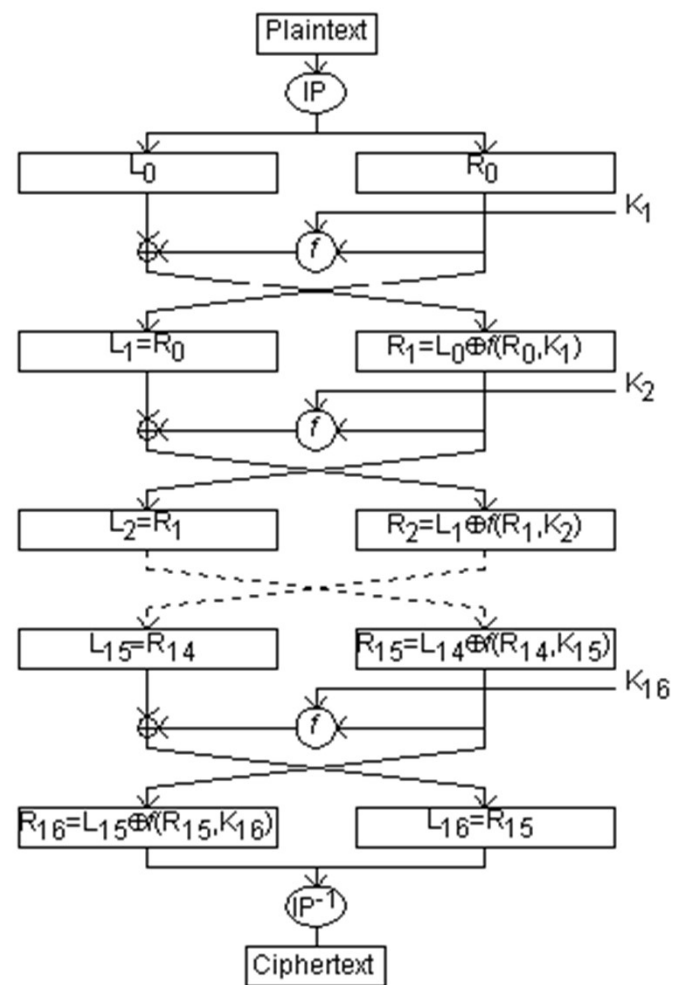 Plaintext
IP
L₀
R₀
K₁
f
L₁=R₀
R₁=L₀⊕f(R₀,K₁)
K₂
f
L₂=R₁
R₂=L₁⊕f(R₁,K₂)
L₁₅=R₁₄
R₁₅=L₁₄⊕f(R₁₄,K₁₅)
K₁₆
f
R₁₆=L₁₅⊕f(R₁₅,K₁₆)
L₁₆=R₁₅
IP⁻¹
Ciphertext